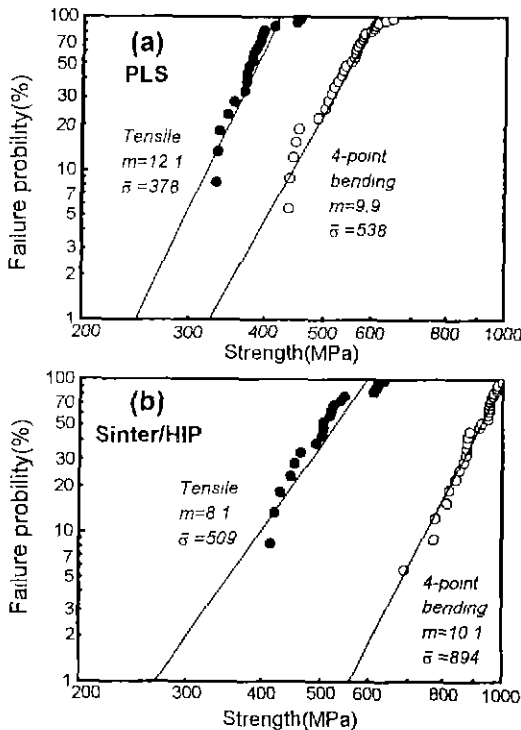 (a)
PLS
Failure probility(%)
100
70
50
30
20
10
7
5
3
2
1
Tensile
m=12 1
σ̄ =378
4-point
bending
m=9.9
σ̄ =538
200 300 400 500 600 800 1000
Strength(MPa)
(b)
Sinter/HIP
Failure probility(%)
100
70
50
30
20
10
7
5
3
2
1
Tensile
m=8 1
σ̄ =509
4-point
bending
m=10 1
σ̄ =894
200 300 400 500 600 800 1000
Strength(MPa)